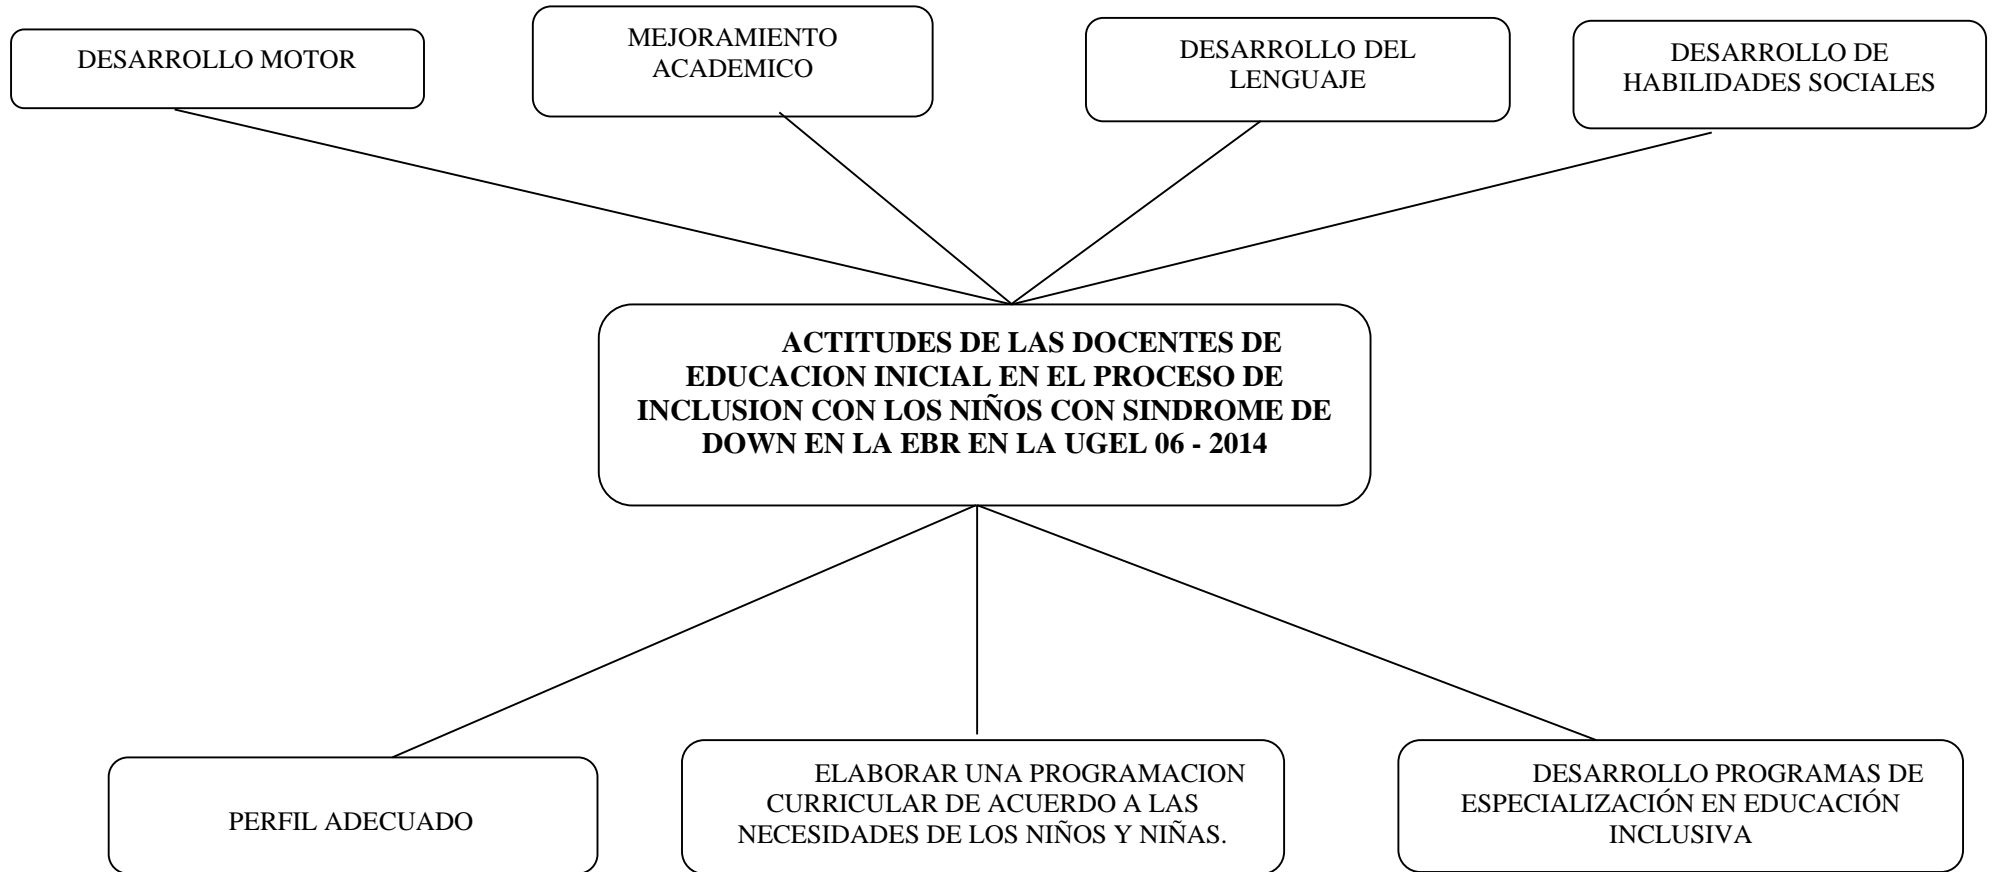 DESARROLLO MOTOR
MEJORAMIENTO
ACADEMICO
DESARROLLO DEL
LENGUAJE
DESARROLLO DE
HABILIDADES SOCIALES
ACTITUDES DE LAS DOCENTES DE
EDUCACION INICIAL EN EL PROCESO DE
INCLUSION CON LOS NIÑOS CON SINDROME DE
DOWN EN LA EBR EN LA UGEL 06 - 2014
PERFIL ADECUADO
ELABORAR UNA PROGRAMACION
CURRICULAR DE ACUERDO A LAS
NECESIDADES DE LOS NIÑOS Y NIÑAS.
DESARROLLO PROGRAMAS DE
ESPECIALIZACIÓN EN EDUCACIÓN
INCLUSIVA